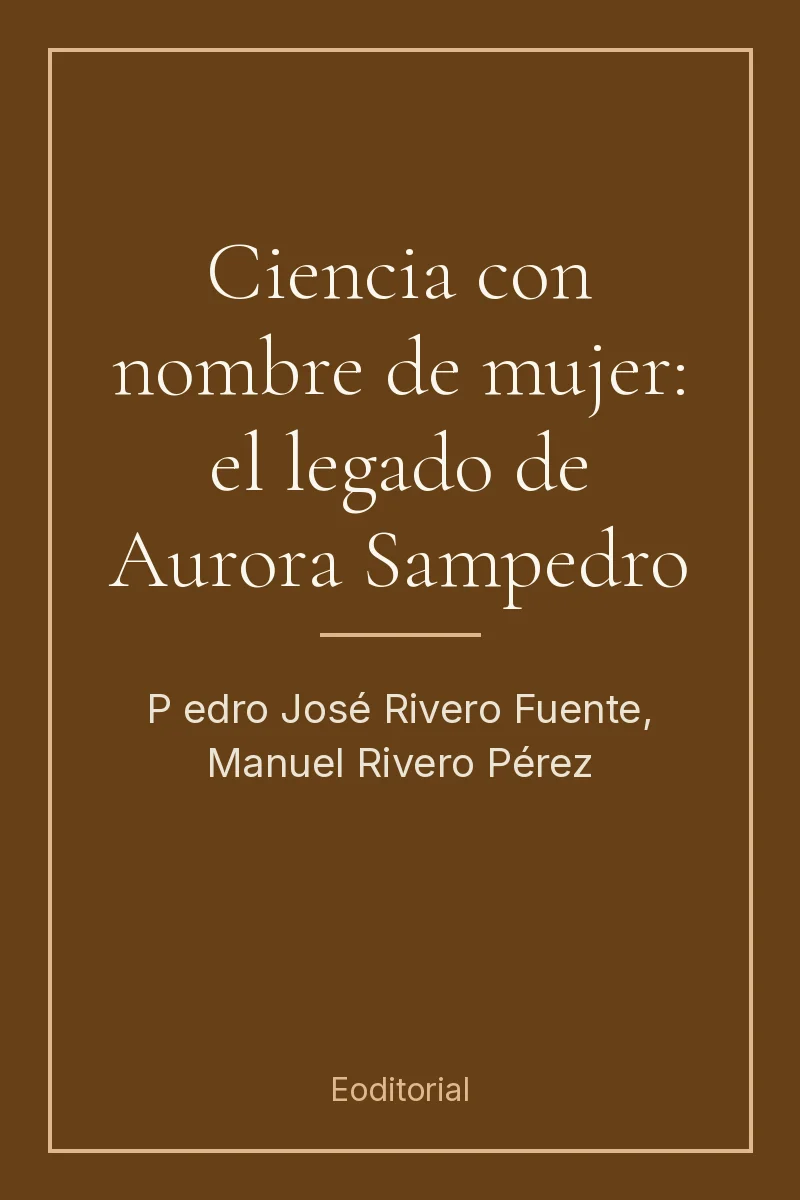 Ciencia con
nombre de mujer:
el legado de
Aurora Sampedro
P edro José Rivero Fuente,
Manuel Rivero Pérez
Eoditorial